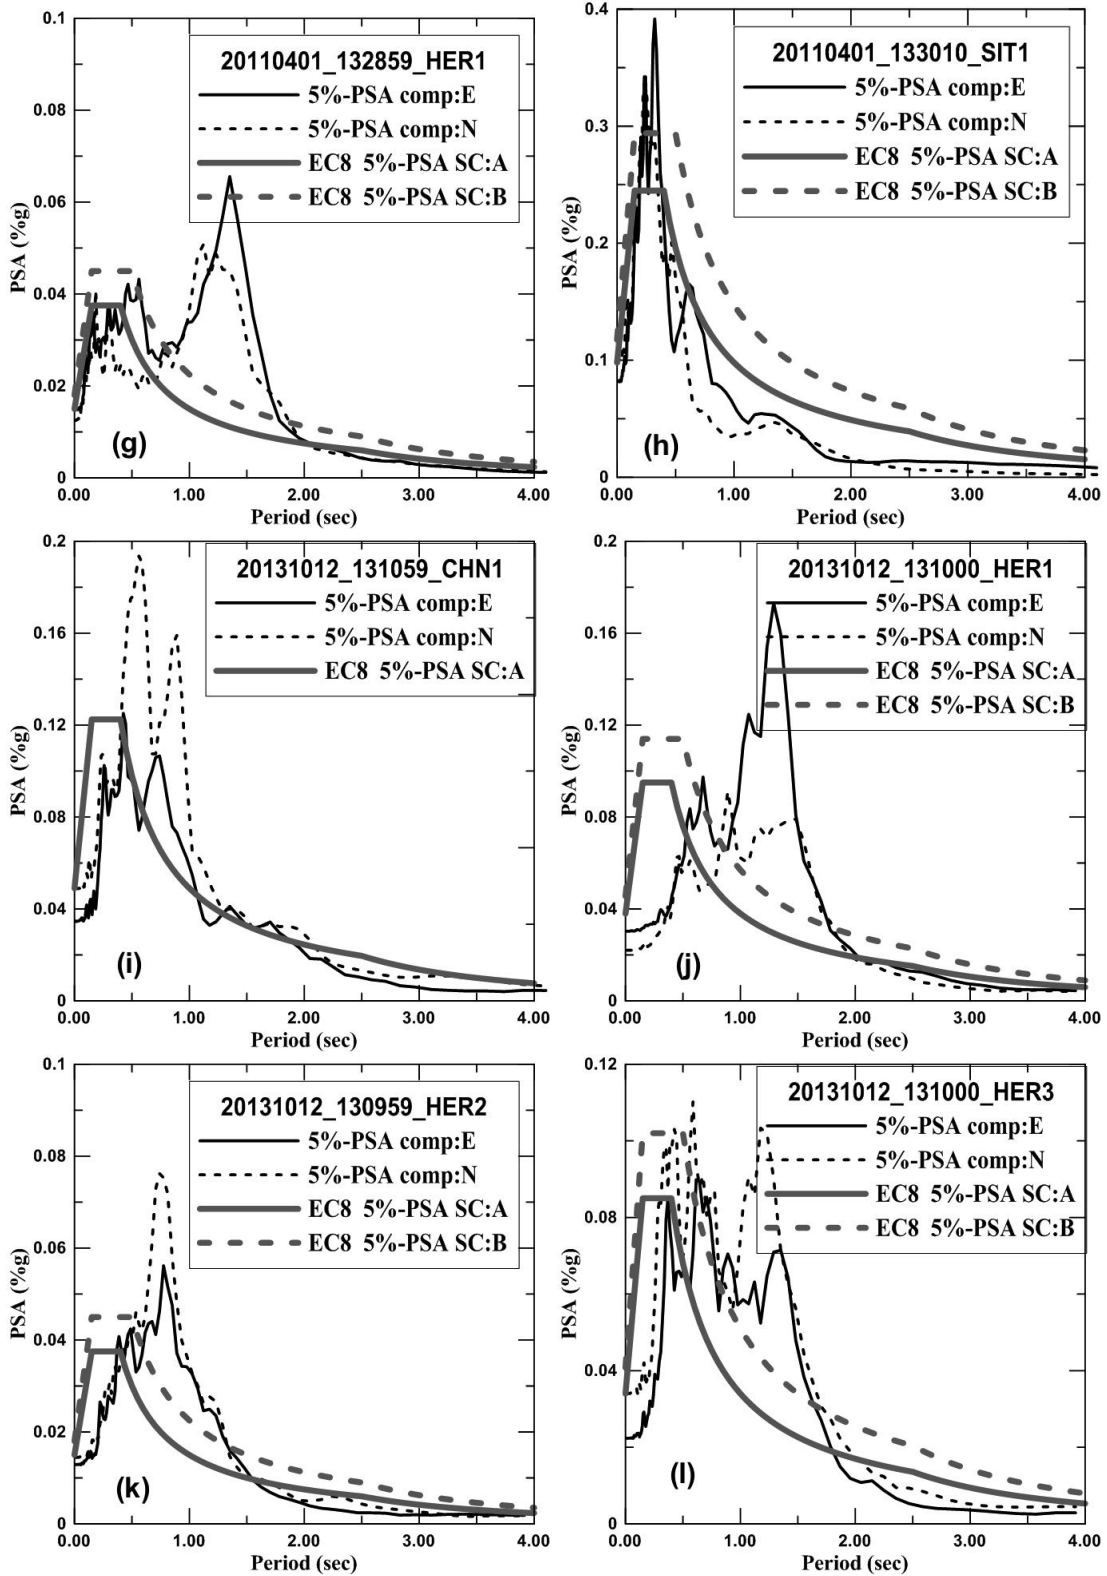 0.1
20110401_132859_HER1
5%-PSA comp:E
5%-PSA comp:N
EC8 5%-PSA SC:A
EC8 5%-PSA SC:B
0.08
0.06
0.04
0.02
0
PSA (%g)
(g)
0.00 1.00 2.00 3.00 4.00
Period (sec)
0.4
20110401_133010_SIT1
5%-PSA comp:E
5%-PSA comp:N
EC8 5%-PSA SC:A
EC8 5%-PSA SC:B
0.3
0.2
0.1
0
PSA (%g)
(h)
0.00 1.00 2.00 3.00 4.00
Period (sec)
0.2
20131012_131059_CHN1
5%-PSA comp:E
5%-PSA comp:N
EC8 5%-PSA SC:A
0.16
0.12
0.08
0.04
0
PSA (%g)
(i)
0.00 1.00 2.00 3.00 4.00
Period (sec)
0.2
20131012_131000_HER1
5%-PSA comp:E
5%-PSA comp:N
EC8 5%-PSA SC:A
EC8 5%-PSA SC:B
0.16
0.12
0.08
0.04
0
PSA (%g)
(j)
0.00 1.00 2.00 3.00 4.00
Period (sec)
0.1
20131012_130959_HER2
5%-PSA comp:E
5%-PSA comp:N
EC8 5%-PSA SC:A
EC8 5%-PSA SC:B
0.08
0.06
0.04
0.02
0
PSA (%g)
(k)
0.00 1.00 2.00 3.00 4.00
Period (sec)
0.12
20131012_131000_HER3
5%-PSA comp:E
5%-PSA comp:N
EC8 5%-PSA SC:A
EC8 5%-PSA SC:B
0.08
0.04
0
PSA (%g)
(l)
0.00 1.00 2.00 3.00 4.00
Period (sec)